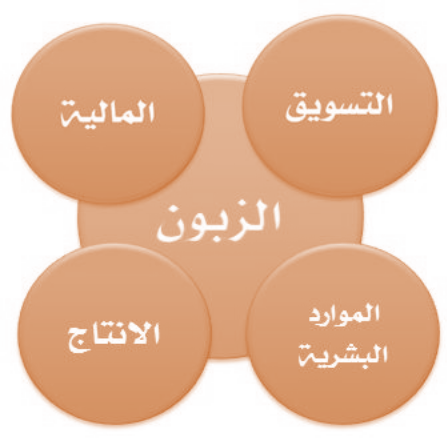 التسويق
المالية
الزبون
الموارد
البشرية
الانتاج